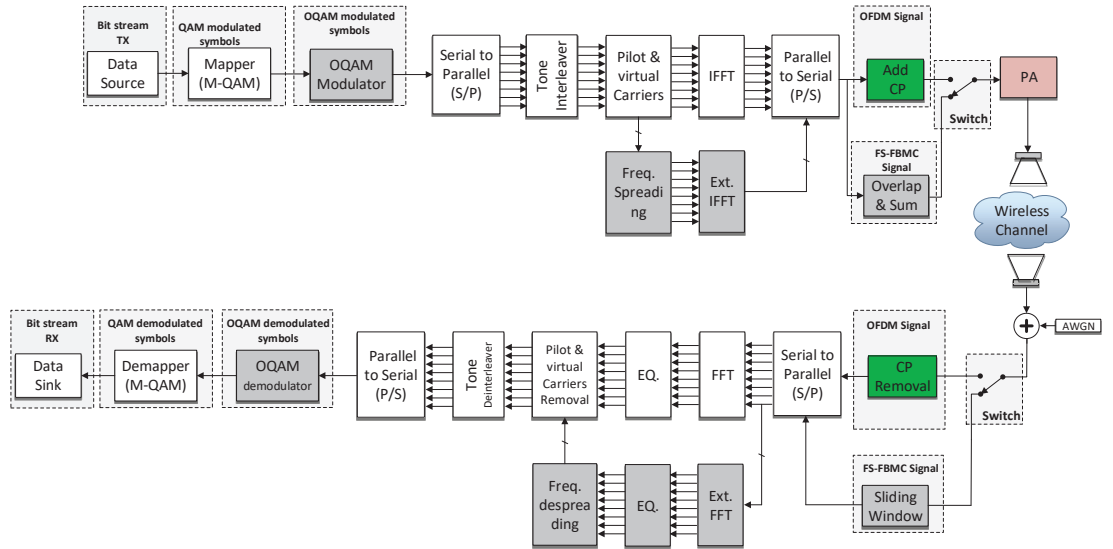 Bit stream
TX
Data
Source
QAM modulated
symbols
Mapper
(M-QAM)
OQAM modulated
symbols
OQAM
Modulator
Serial to
Parallel
(S/P)
Tone
Interleaver
Pilot &
virtual
Carriers
IFFT
Parallel
to Serial
(P/S)
OFDM Signal
Add
CP
Switch
PA
Freq.
Spreadi
ng
Ext.
IFFT
FS-FBMC
Signal
Overlap
& Sum
Wireless
Channel
AWGN
Bit stream
RX
Data
Sink
QAM demodulated
symbols
Demapper
(M-QAM)
OQAM demodulated
symbols
OQAM
demodulator
Parallel
to Serial
(P/S)
Tone
Deinterleaver
Pilot &
virtual
Carriers
Removal
EQ.
FFT
Serial to
Parallel
(S/P)
OFDM Signal
CP
Removal
Switch
Freq.
despreading
EQ.
Ext.
FFT
FS-FBMC Signal
Sliding
Window